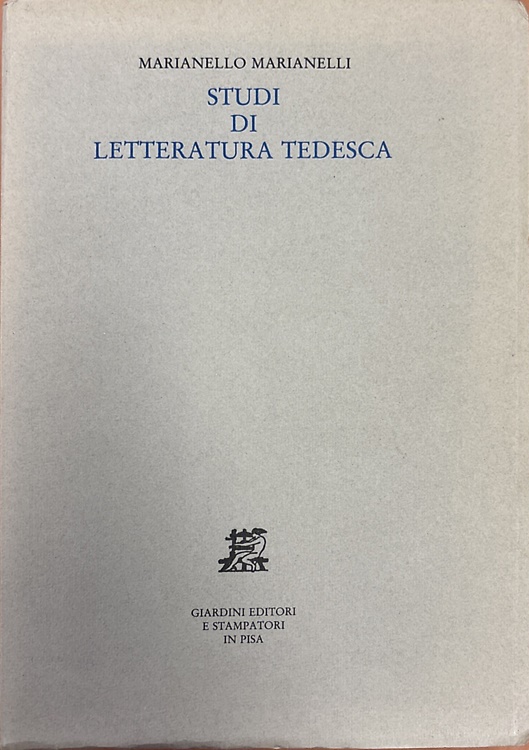 MARIANELLO MARIANELLI
STUDI
DI
LETTERATURA TEDESCA
GIARDINI EDITORI
E STAMPATORI
IN PISA